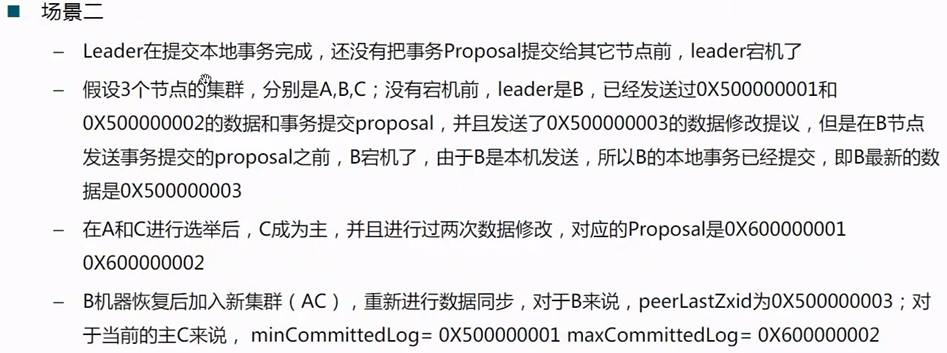 场景二
– Leader在提交本地事务完成，还没有把事务Proposal提交给其它节点前，leader宕机了
– 假设3个节点的集群，分别是A,B,C；没有宕机前，leader是B，已经发送过0X500000001和
0X500000002的数据和事务提交proposal，并且发送了0X500000003的数据修改提议，但是在B节点
发送事务提交的proposal之前，B宕机了，由于B是本机发送，所以B的本地事务已经提交，即B最新的数
据是0X500000003
– 在A和C进行选举后，C成为主，并且进行过两次数据修改，对应的Proposal是0X600000001
0X600000002
– B机器恢复后加入新集群（AC），重新进行数据同步，对于B来说，peerLastZxid为0X500000003；对
于当前的主C来说， minCommittedLog= 0X500000001 maxCommittedLog= 0X600000002